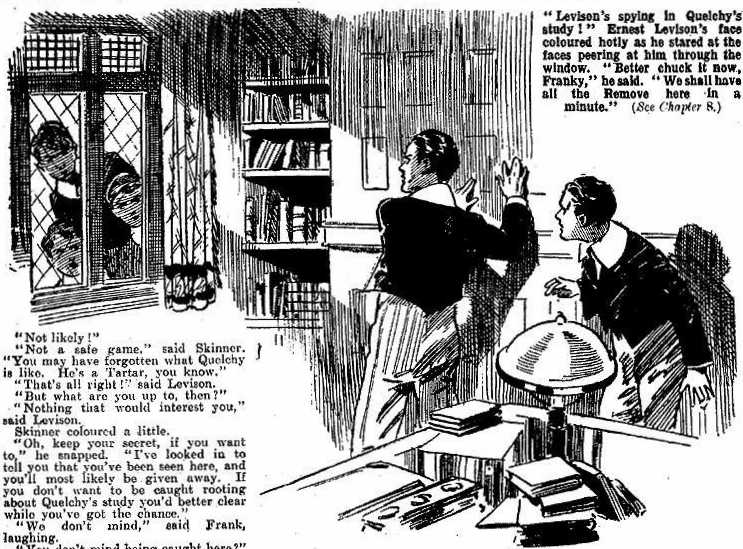 "Levison's spying in Quelchy's
study!" Ernest Levison's face
coloured hotly as he stared at the
faces peering at him through the
window. "Better chuck it now,
Franky," he said. "We shall have
all the Remove here in a
minute." (See Chapter 8.)
"Not likely!"
"Not a safe game," said Skinner.
"You may have forgotten what Quelchy
is like. He's a Tartar, you know."
"That's all right!" said Levison.
"But what are you up to, then?"
"Nothing that would interest you,"
said Levison.
Skinner coloured a little.
"Oh, keep your secret, if you want
to," he snapped. "I've looked in to
tell you that you've been seen here, and
you'll most likely be given away. If
you don't want to be caught rooting
about Quelchy's study you'd better clear
while you've got the chance."
"We don't mind," said Frank,
laughing.
"You don't mind being caught here?"